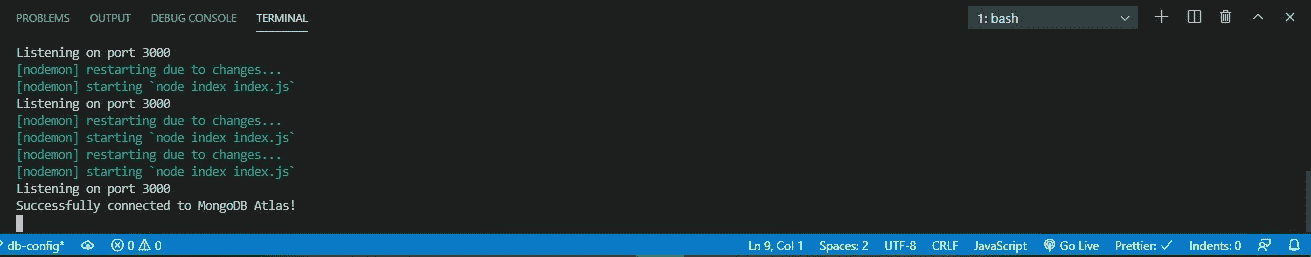 PROBLEMS OUTPUT DEBUG CONSOLE TERMINAL 1: bash
Listening on port 3000
[nodemon] restarting due to changes...
[nodemon] starting `node index index.js`
Listening on port 3000
[nodemon] restarting due to changes...
[nodemon] starting `node index index.js`
[nodemon] restarting due to changes...
[nodemon] starting `node index index.js`
Listening on port 3000
Successfully connected to MongoDB Atlas!
db-config* 0 0 Ln 9, Col 1 Spaces: 2 UTF-8 CRLF JavaScript Go Live Prettier: ✓ Indents: 0